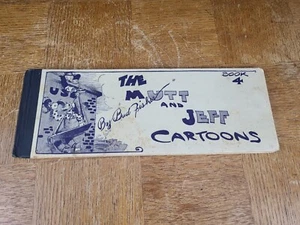 THE
BOOK
4
MUTT
AND
By Bud Fisher
JEFF
CARTOONS